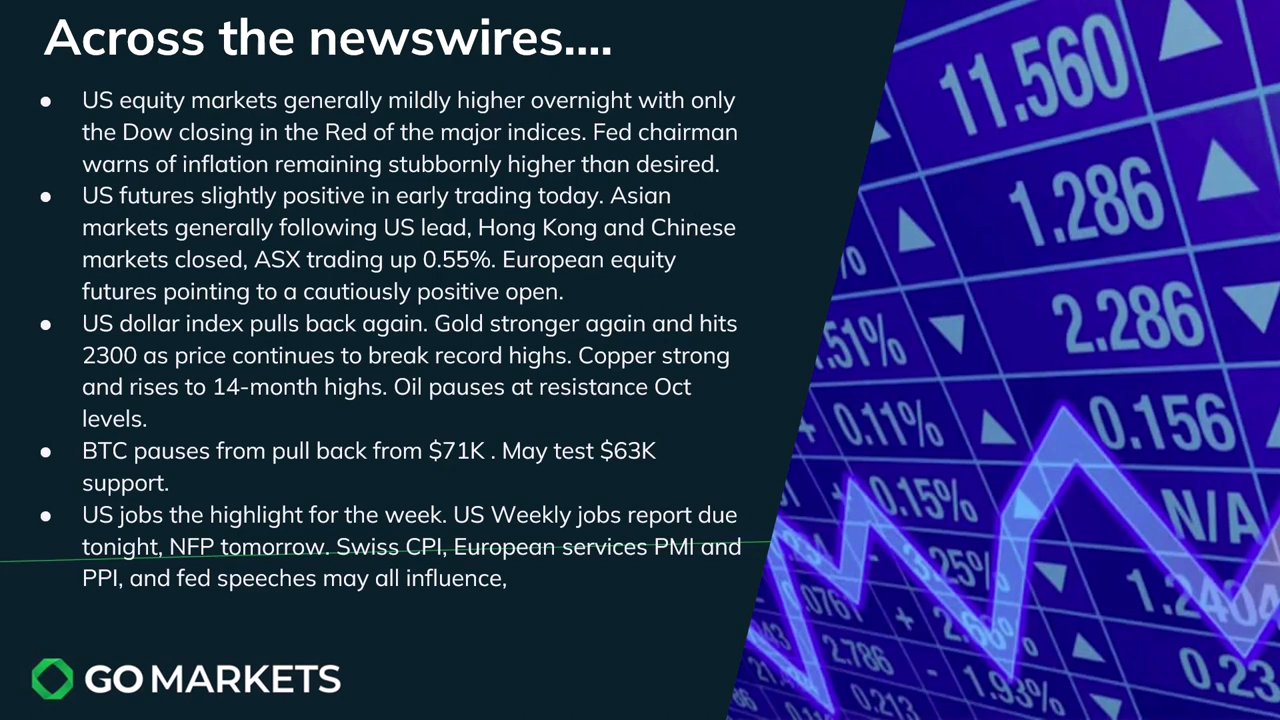 Across the newswires....
● US equity markets generally mildly higher overnight with only
the Dow closing in the Red of the major indices. Fed chairman
warns of inflation remaining stubbornly higher than desired.
● US futures slightly positive in early trading today. Asian
markets generally following US lead, Hong Kong and Chinese
markets closed, ASX trading up 0.55%. European equity
futures pointing to a cautiously positive open.
● US dollar index pulls back again. Gold stronger again and hits
2300 as price continues to break record highs. Copper strong
and rises to 14-month highs. Oil pauses at resistance Oct
levels.
● BTC pauses from pull back from $71K . May test $63K
support.
● US jobs the highlight for the week. US Weekly jobs report due
tonight, NFP tomorrow. Swiss CPI, European services PMI and
PPI, and fed speeches may all influence,
GO MARKETS
11.560
1.286
2.286
.51%
0.11%
0.156
0.15%
N/A
2.786
1.93%
0.213
0.23